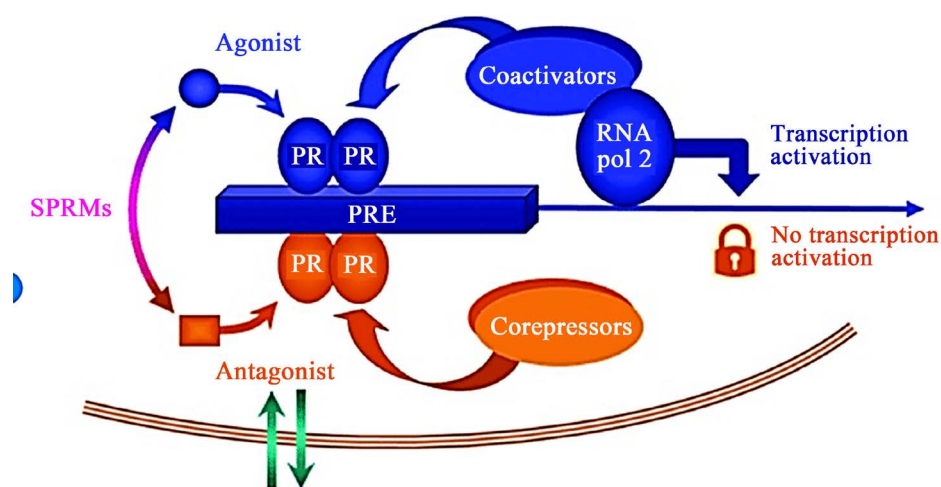 Agonist
Coactivators
PR PR
RNA
pol 2
Transcription
activation
SPRMs
PRE
No transcription
activation
PR PR
Corepressors
Antagonist